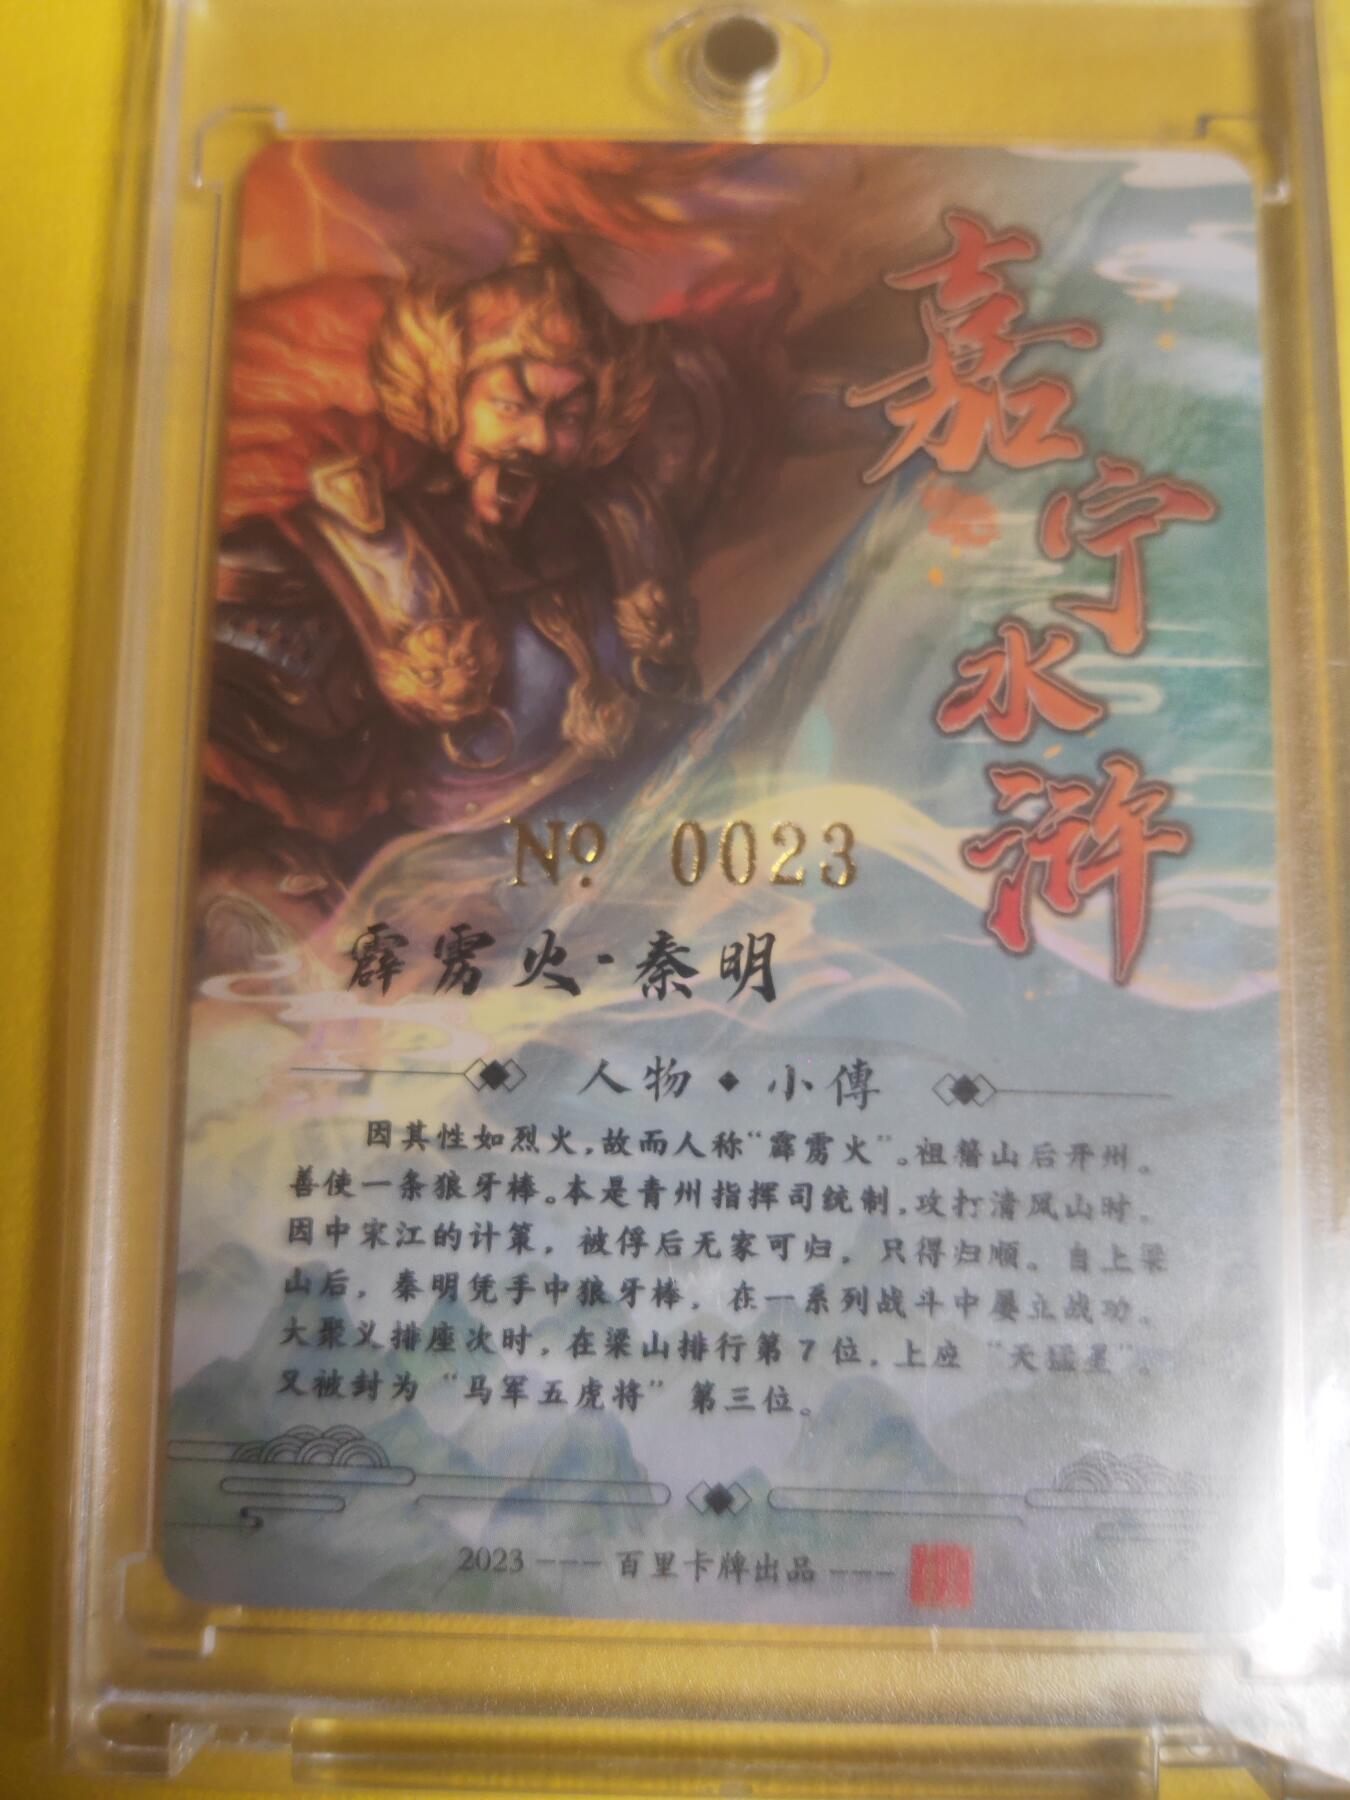 嘉宁水浒
№ 0023
霹雳火·秦明
人物◆小傳
因其性如烈火,故而人称“霹雳火”。祖籍山后开州。
善使一条狼牙棒。本是青州指挥司统制,攻打清风山时,
因中宋江的计策,被俘后无家可归,只得归顺。自上梁
山后,秦明凭手中狼牙棒,在一系列战斗中屡立战功。
大聚义排座次时,在梁山排行第7位,上应“天猛星”。
又被封为“马军五虎将”第三位。
2023 --- 百里卡牌出品 ---